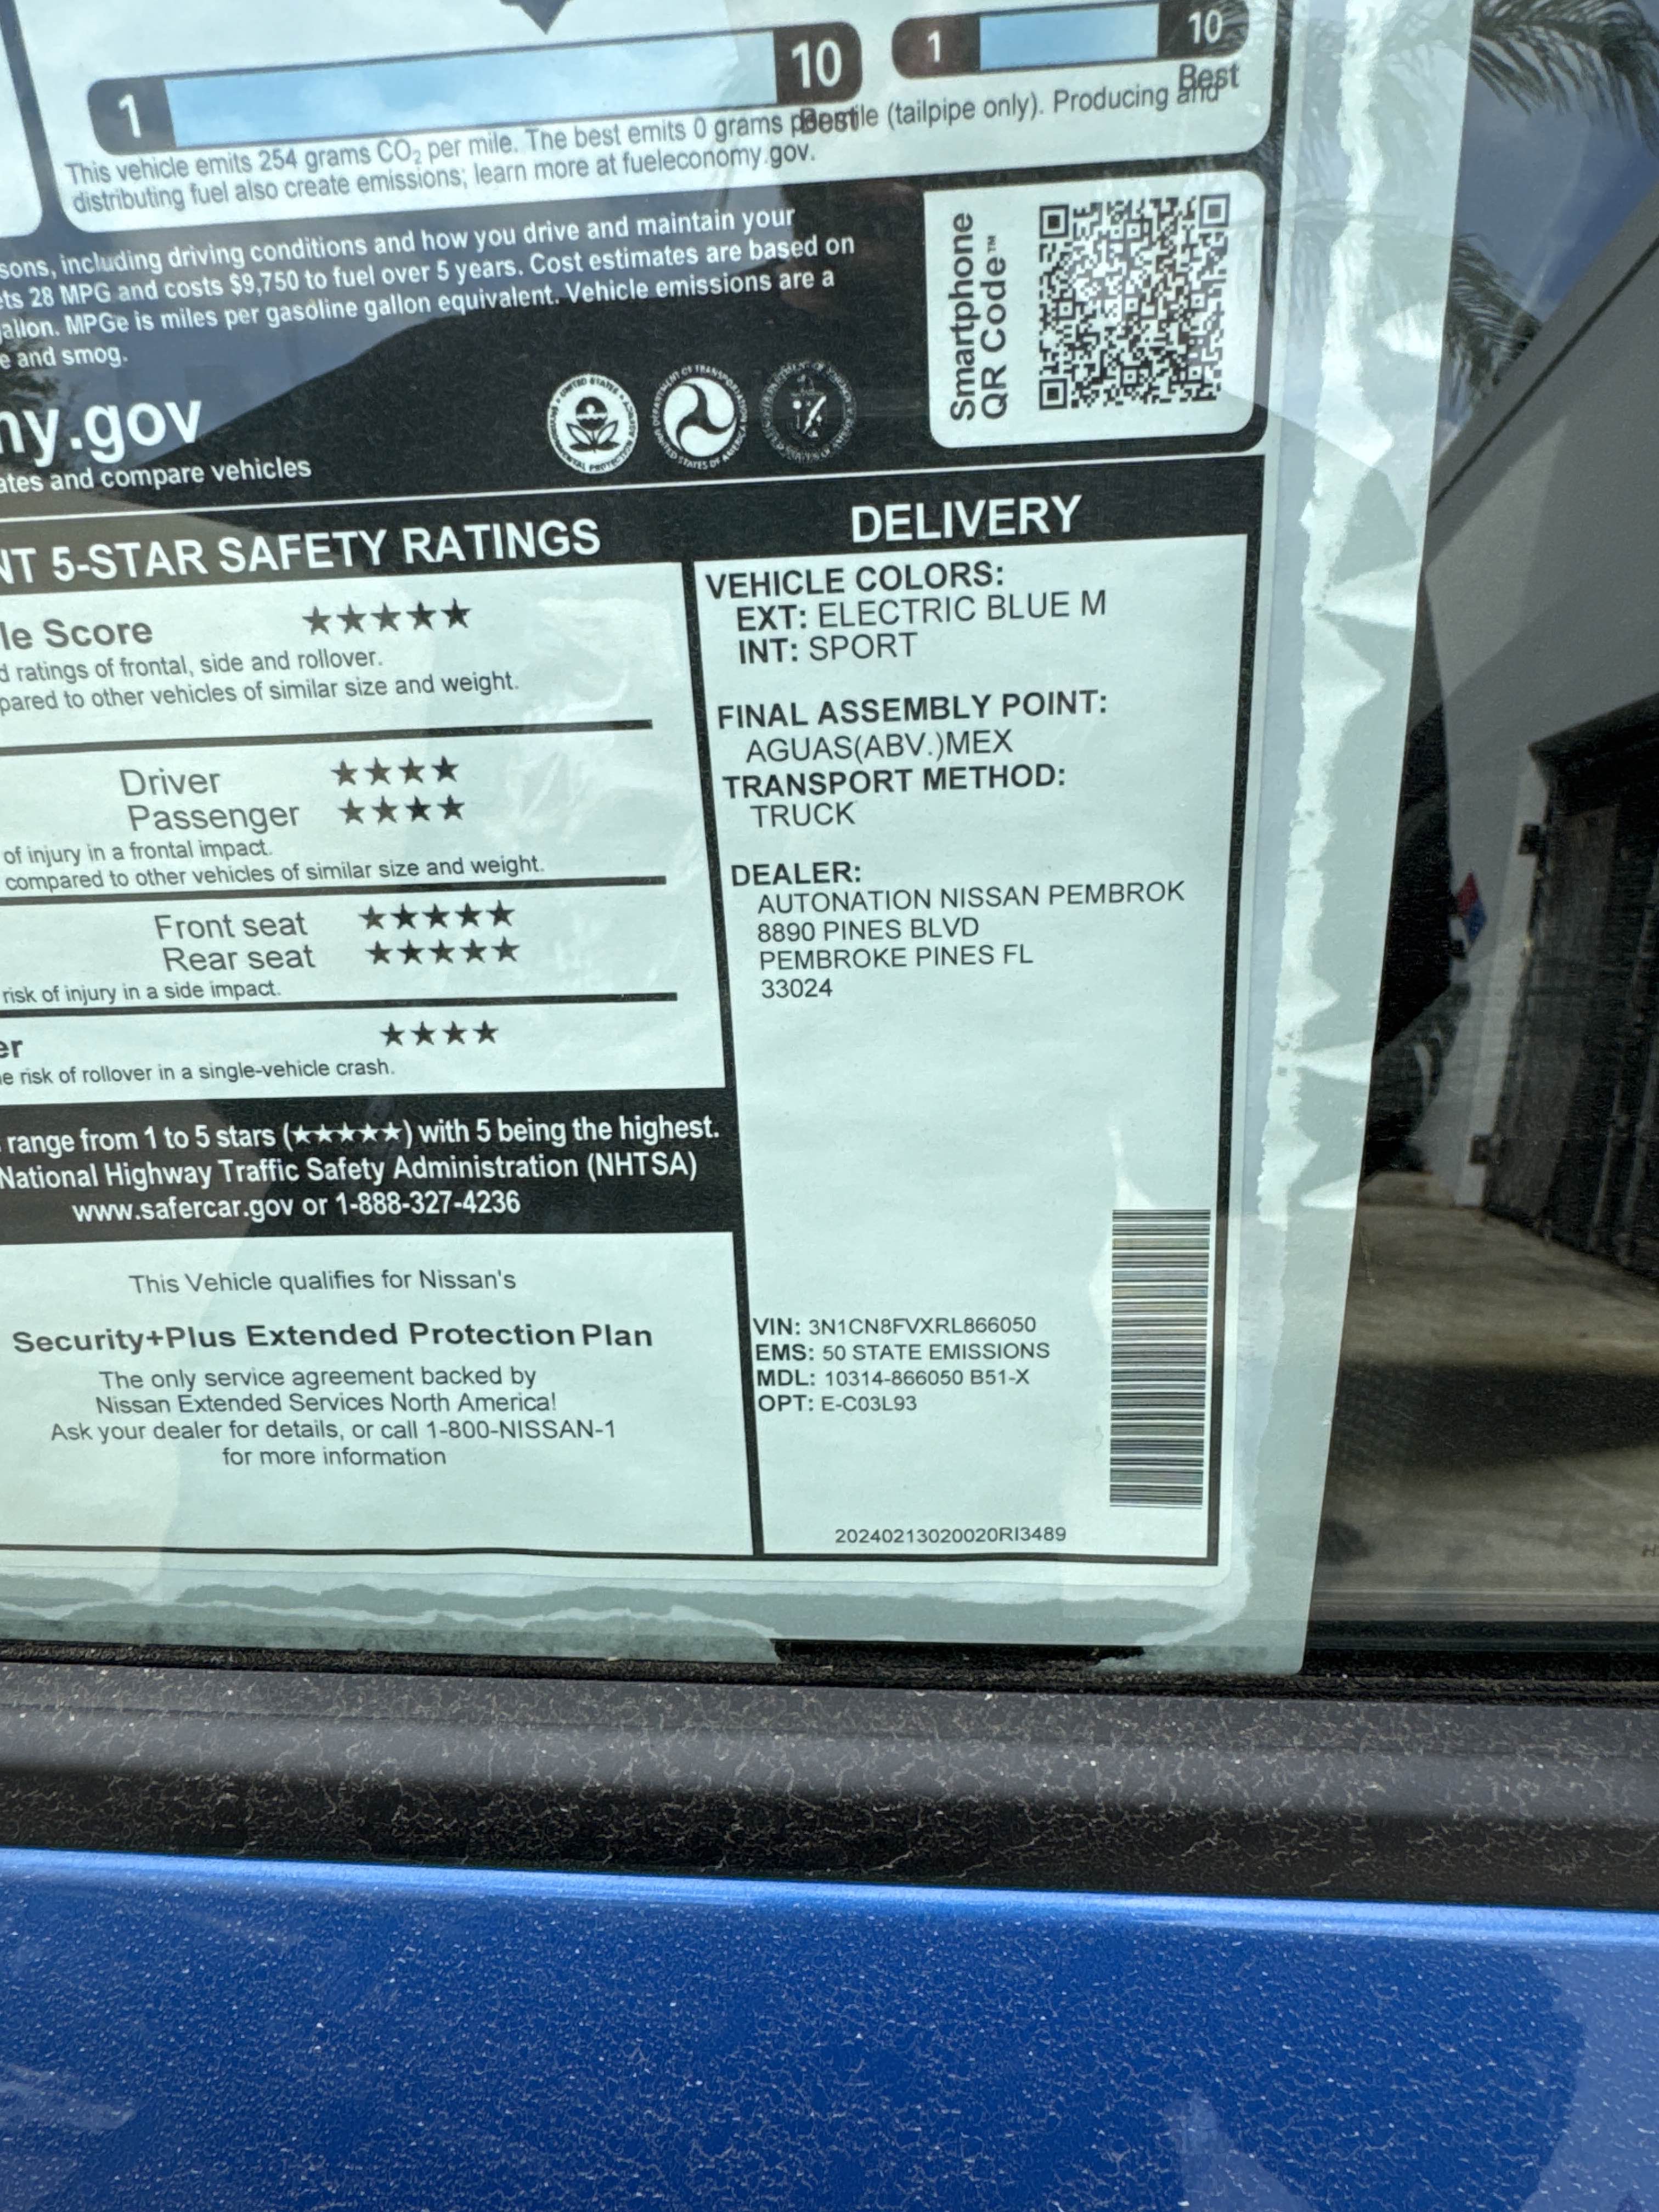 1
10
Best
1
10
Best
This vehicle emits 254 grams CO₂ per mile. The best emits 0 grams per mile (tailpipe only). Producing and
distributing fuel also create emissions; learn more at fueleconomy.gov.
sons, including driving conditions and how you drive and maintain your
ts 28 MPG and costs $9,750 to fuel over 5 years. Cost estimates are based on
allon. MPGe is miles per gasoline gallon equivalent. Vehicle emissions are a
e and smog.
my.gov
ates and compare vehicles
Smartphone
QR Code™
NT 5-STAR SAFETY RATINGS
le Score ★★★★★
d ratings of frontal, side and rollover.
pared to other vehicles of similar size and weight.
Driver ★★★★
Passenger ★★★★
of injury in a frontal impact.
compared to other vehicles of similar size and weight.
Front seat ★★★★★
Rear seat ★★★★★
risk of injury in a side impact.
er ★★★★
e risk of rollover in a single-vehicle crash.
range from 1 to 5 stars (★★★★★) with 5 being the highest.
National Highway Traffic Safety Administration (NHTSA)
www.safercar.gov or 1-888-327-4236
This Vehicle qualifies for Nissan's
Security+Plus Extended Protection Plan
The only service agreement backed by
Nissan Extended Services North America!
Ask your dealer for details, or call 1-800-NISSAN-1
for more information
DELIVERY
VEHICLE COLORS:
EXT: ELECTRIC BLUE M
INT: SPORT
FINAL ASSEMBLY POINT:
AGUAS(ABV.)MEX
TRANSPORT METHOD:
TRUCK
DEALER:
AUTONATION NISSAN PEMBROK
8890 PINES BLVD
PEMBROKE PINES FL
33024
VIN: 3N1CN8FVXRL866050
EMS: 50 STATE EMISSIONS
MDL: 10314-866050 B51-X
OPT: E-C03L93
20240213020020RI3489